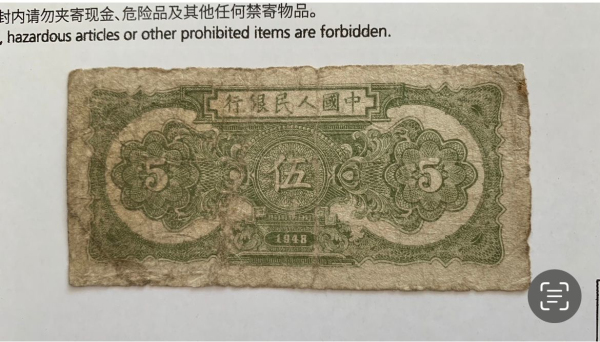 封内请勿夹寄现金、危险品及其他任何禁寄物品。
, hazardous articles or other prohibited items are forbidden.
行銀民人國中
5 伍 5
1948